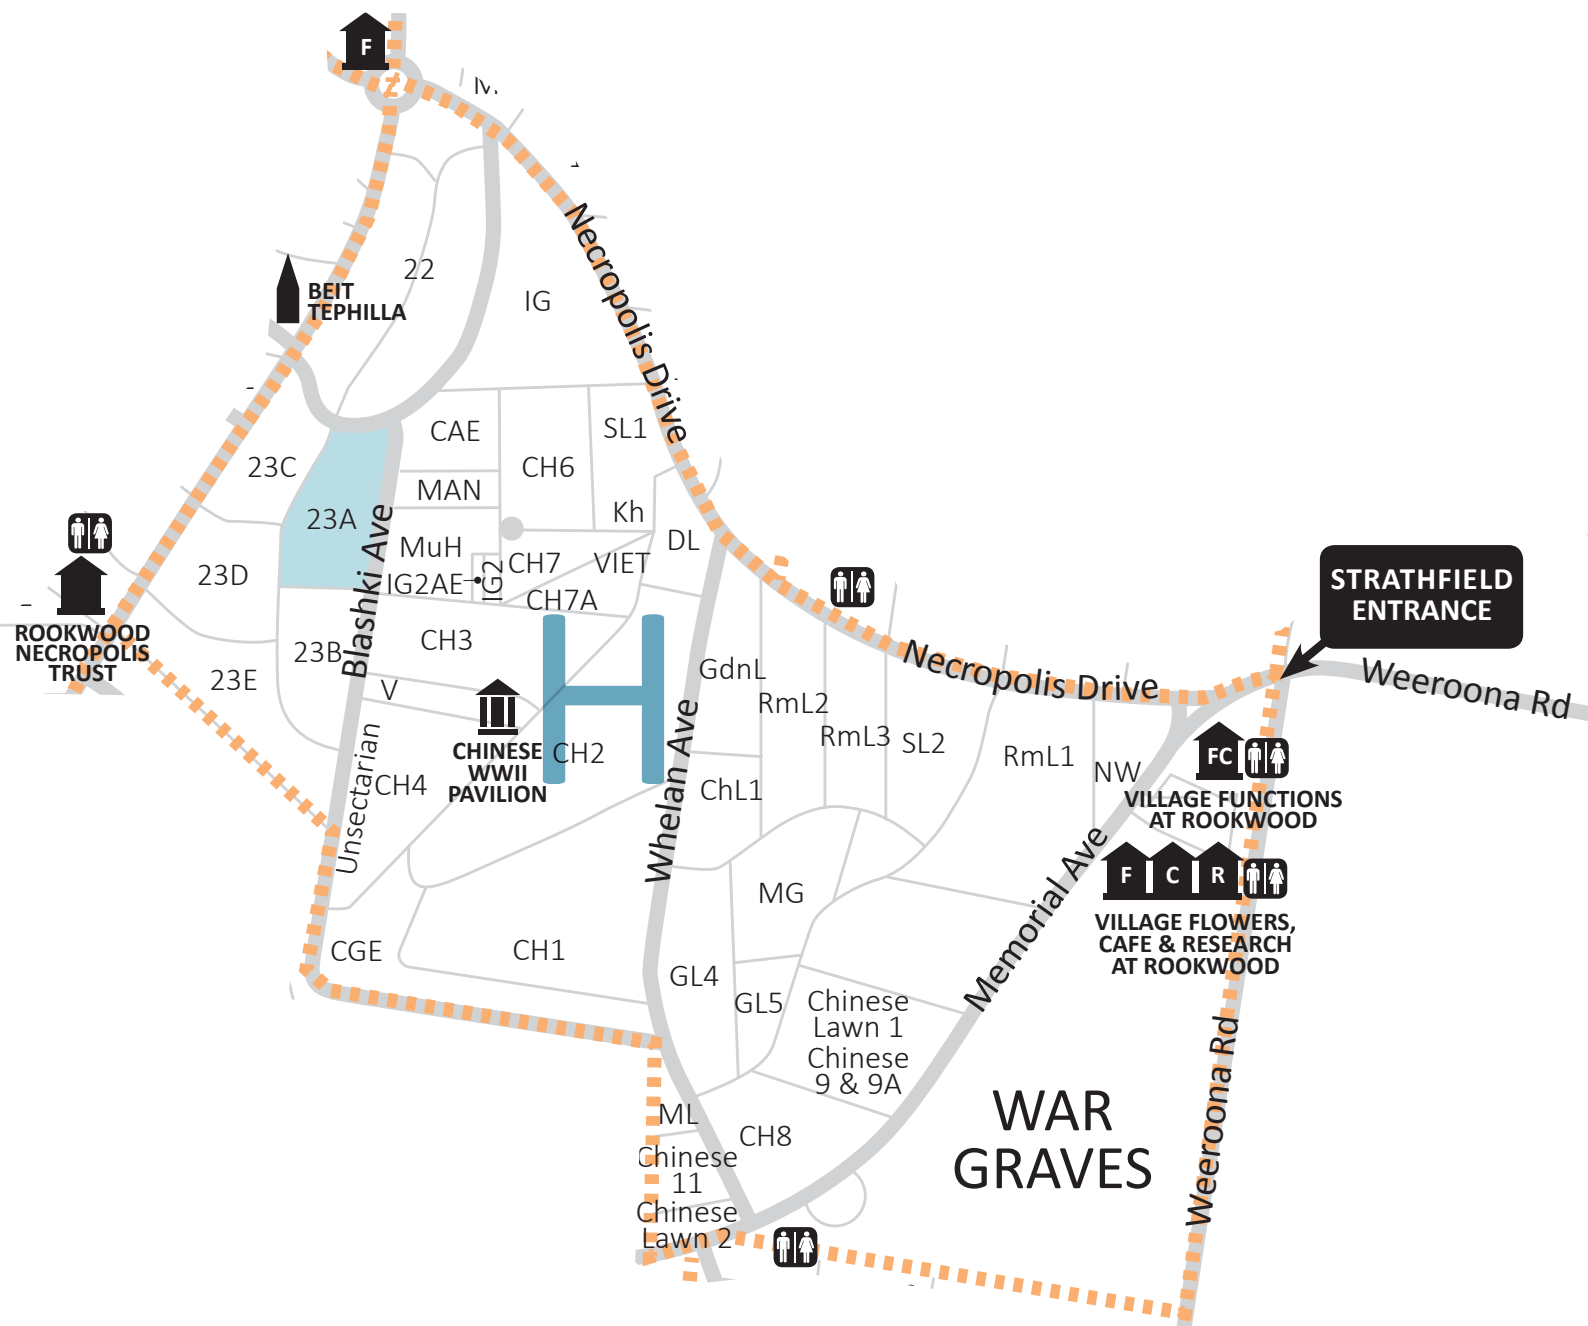 F
22
BEIT
TEPHILLA
IG
Necropolis Drive
CAE
SL1
23C
CH6
MAN
Kh
23A
Blashki Ave
MuH
DL
CH7
VIET
23D
IG2AE
IG2
CH7A
STRATHFIELD
ENTRANCE
ROOKWOOD
NECROPOLIS
TRUST
CH3
23B
23E
V
H
GdnL
Necropolis Drive
Weeroona Rd
RmL2
RmL3
SL2
RmL1
NW
CHINESE
WWII
PAVILION
CH2
FC
VILLAGE FUNCTIONS
AT ROOKWOOD
Unsectarian
CH4
Whelan Ave
ChL1
Memorial Ave
F
C
R
VILLAGE FLOWERS,
CAFE & RESEARCH
AT ROOKWOOD
MG
CGE
CH1
GL4
GL5
Chinese
Lawn 1
Chinese
9 & 9A
Weeroona Rd
WAR
GRAVES
ML
CH8
Chinese
11
Chinese
Lawn 2